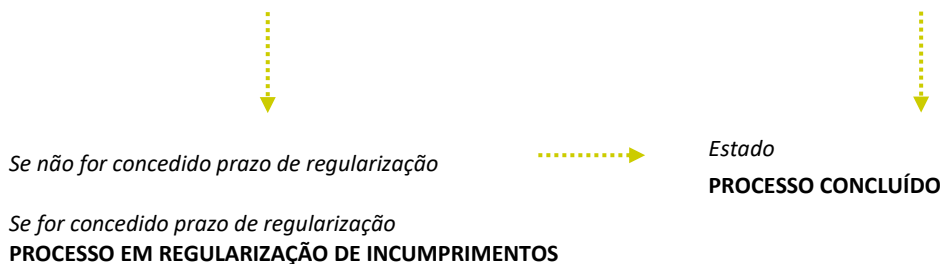 Se não for concedido prazo de regularização
Estado
PROCESSO CONCLUÍDO
Se for concedido prazo de regularização
PROCESSO EM REGULARIZAÇÃO DE INCUMPRIMENTOS